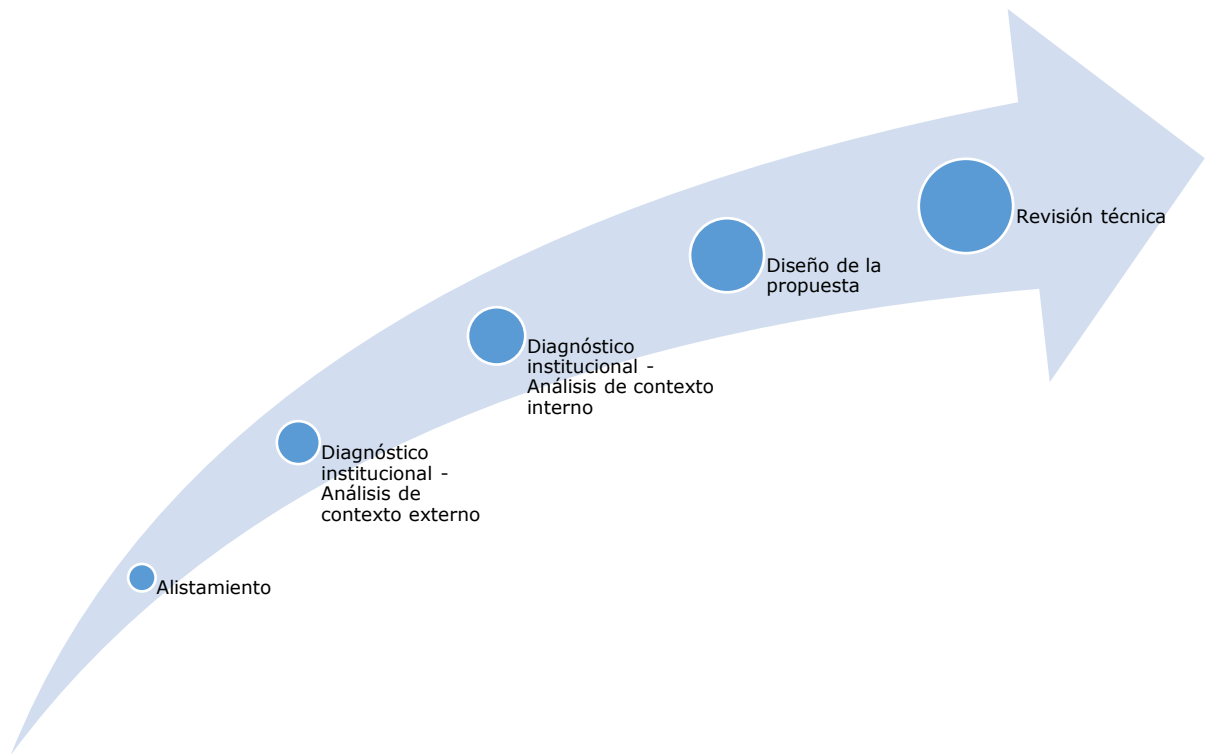 Alistamiento
Diagnóstico
institucional -
Análisis de
contexto externo
Diagnóstico
institucional -
Análisis de contexto
interno
Diseño de la
propuesta
Revisión técnica